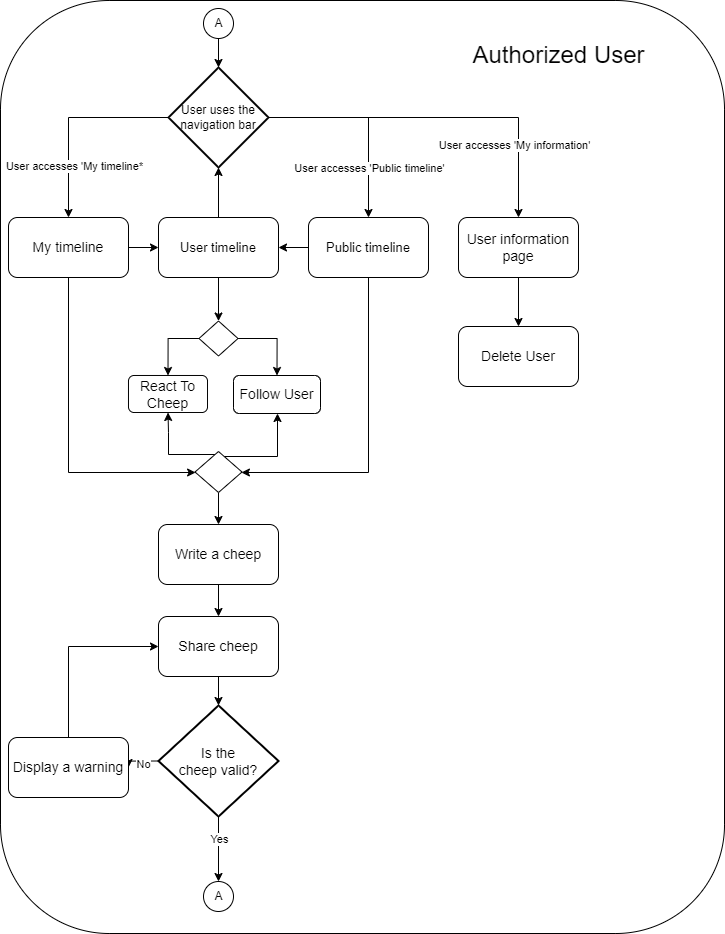 A
Authorized User
User uses the
navigation bar
User accesses 'My information'
User accesses 'My timeline*
User accesses 'Public timeline'
My timeline
User timeline
Public timeline
User information
page
Delete User
React To
Cheep
Follow User
Write a cheep
Share cheep
Is the
cheep valid?
Display a warning
No
Yes
A